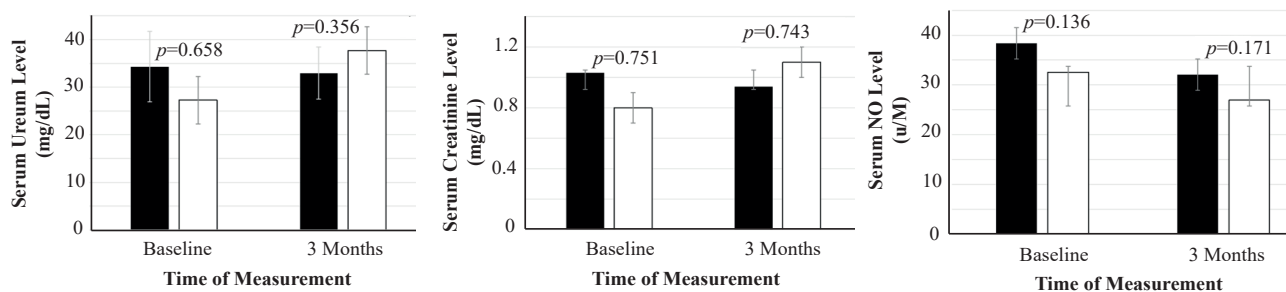 Serum Ureum Level
(mg/dL)
40
30
20
10
0
p=0.658
p=0.356
Baseline
3 Months
Time of Measurement
Serum Creatinine Level
(mg/dL)
1.2
0.8
0.4
0
p=0.751
p=0.743
Baseline
3 Months
Time of Measurement
Serum NO Level
(u/M)
40
30
20
10
0
p=0.136
p=0.171
Baseline
3 Months
Time of Measurement